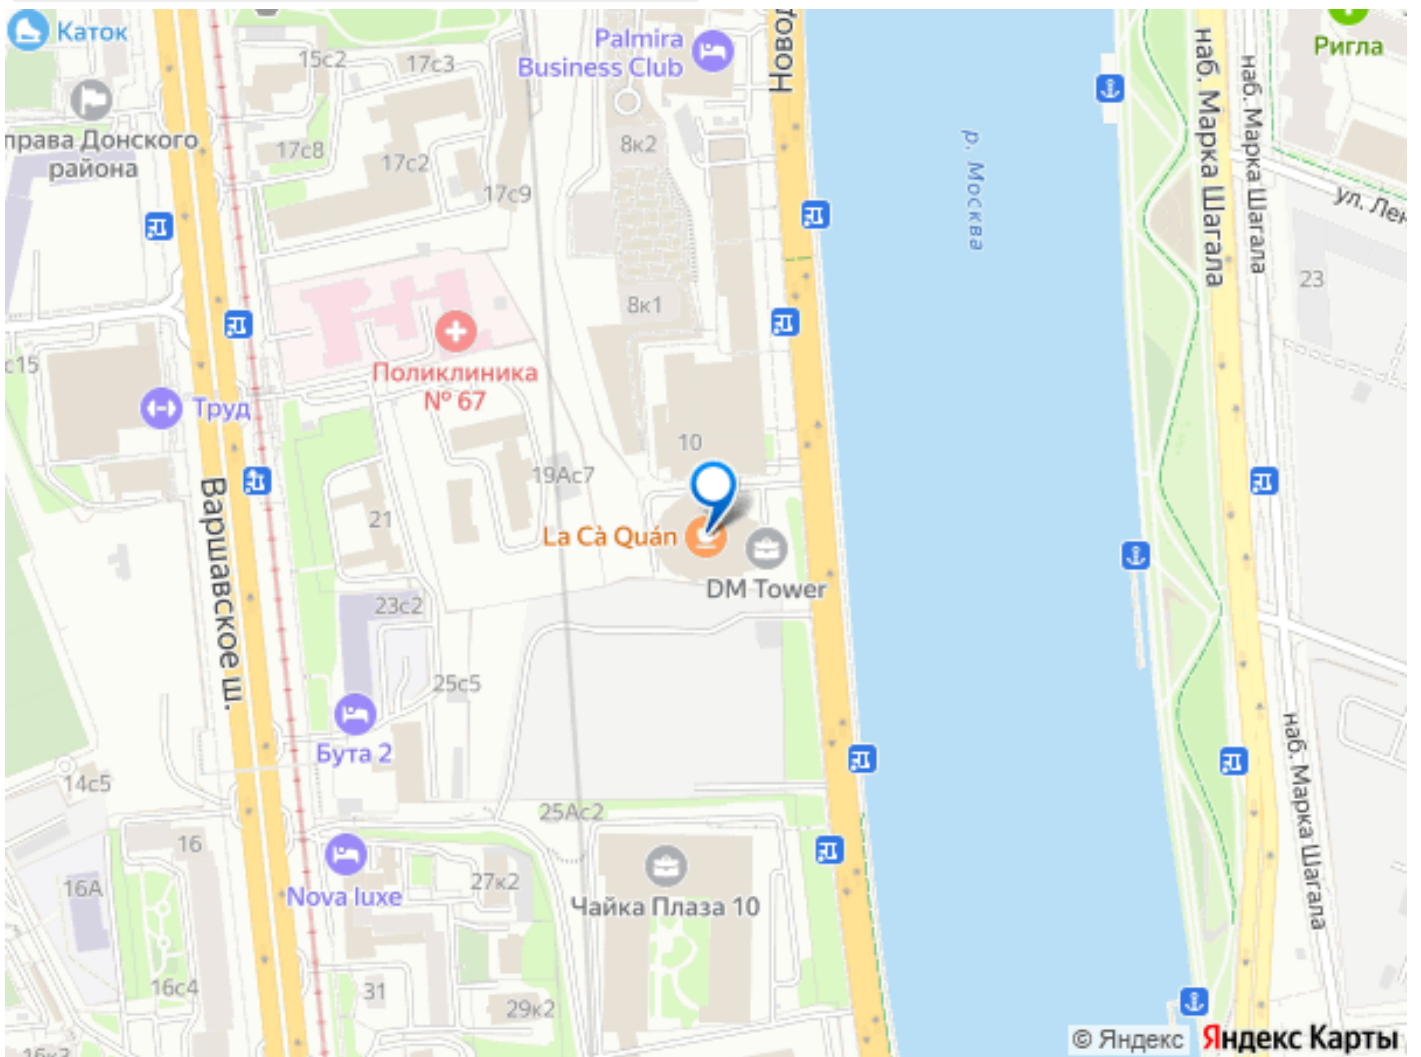 Каток
15с2
17с3
Palmira
Business Club
Новод
наб. Марка Шагала
наб. Марка Шагала
Ригла
права Донского
района
17с8
17с2
17с9
8к2
р. Москва
ул. Лен
23
8к1
с15
Поликлиника
№ 67
Труд
10
19Ас7
Варшавское ш.
21
La Cà Quán
DM Tower
23с2
25с5
Бута 2
14с5
25Ас2
наб. Марка Шагала
16
16А
Nova luxe
27к2
Чайка Плаза 10
16с4
31
29к2
© Яндекс
Яндекс Карты